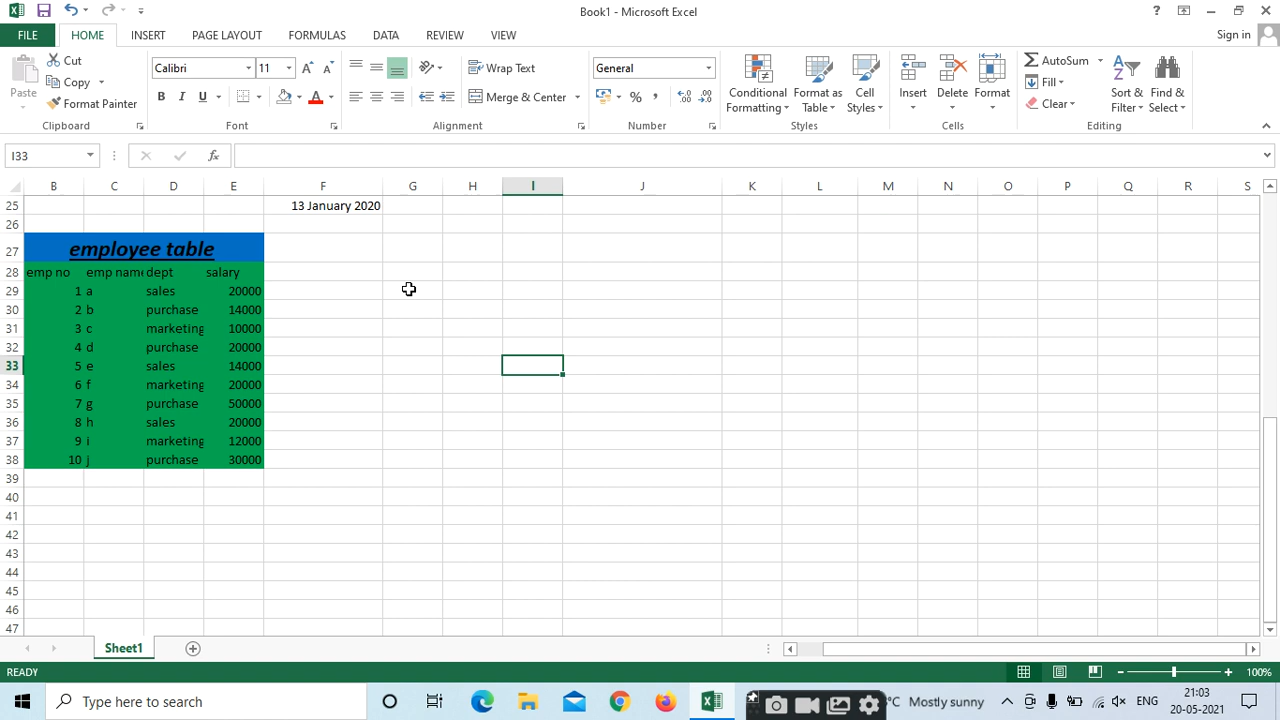 Book1 - Microsoft Excel
?
FILE HOME INSERT PAGE LAYOUT FORMULAS DATA REVIEW VIEW Sign in
Paste
Cut
Copy
Format Painter
Clipboard
Calibri 11
B I U A
Font
Wrap Text
Merge & Center
Alignment
General
% ,
Number
Conditional Formatting
Format as Table
Cell Styles
Styles
Insert Delete Format
Cells
AutoSum
Fill
Clear
Sort & Filter
Find & Select
Editing
I33 fx
B C D E F G H I J K L M N O P Q R S
25 13 January 2020
26
27 employee table
28 emp no emp name dept salary
29 1 a sales 20000
30 2 b purchase 14000
31 3 c marketing 10000
32 4 d purchase 20000
33 5 e sales 14000
34 6 f marketing 20000
35 7 g purchase 50000
36 8 h sales 20000
37 9 i marketing 12000
38 10 j purchase 30000
39
40
41
42
43
44
45
46
47
Sheet1
READY 100%
Type here to search
°C Mostly sunny
ENG
21:03
20-05-2021